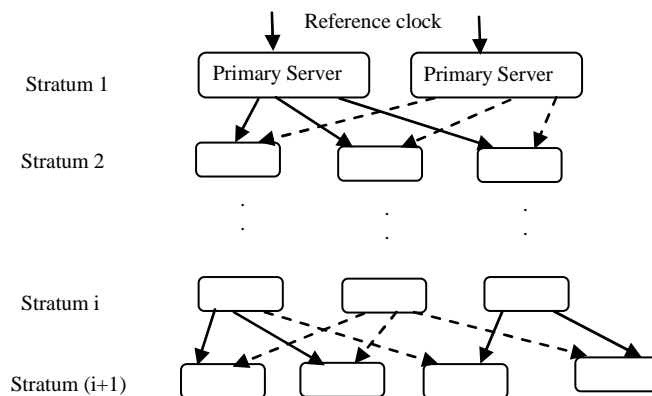 Reference clock
Primary Server
Primary Server
Stratum 1
Stratum 2
Stratum i
Stratum (i+1)